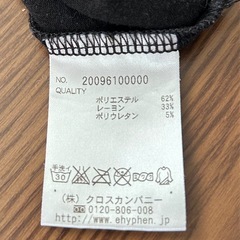 NO. 20096100000
QUALITY
ポリエステル 62%
レーヨン 33%
ポリウレタン 5%
手洗イ
30
(株) クロスカンパニー
0120-806-008
http://www.ehyphen.jp/